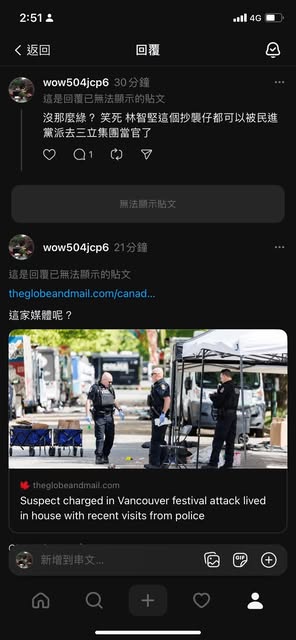 2:51
4G
返回
回覆
wow504jcp6 30分鐘
這是回覆已無法顯示的貼文
沒那麼綠？ 笑死 林智堅這個抄襲仔都可以被民進
黨派去三立集團當官了
1
無法顯示貼文
wow504jcp6 21分鐘
這是回覆已無法顯示的貼文
theglobeandmail.com/canad...
這家媒體呢？
theglobeandmail.com
Suspect charged in Vancouver festival attack lived
in house with recent visits from police
新增到串文...
GIF